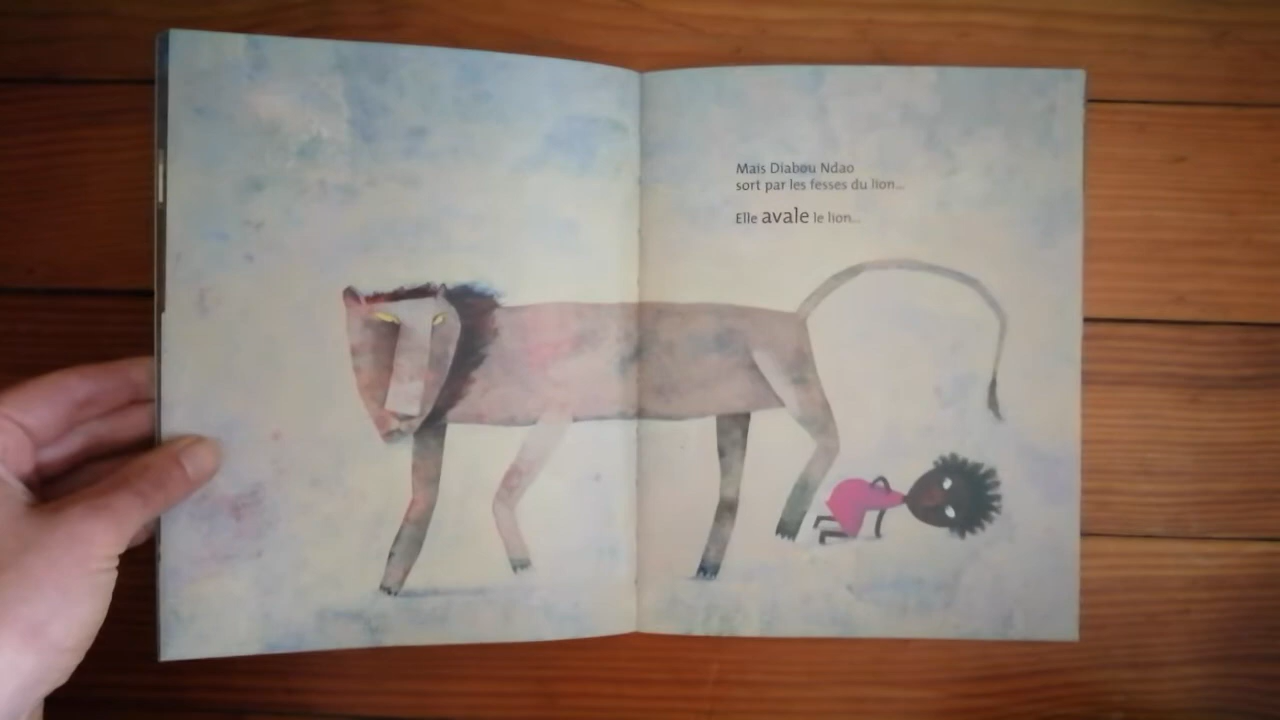 Mais Diabou Ndao
sort par les fesses du lion...
Elle avale le lion...